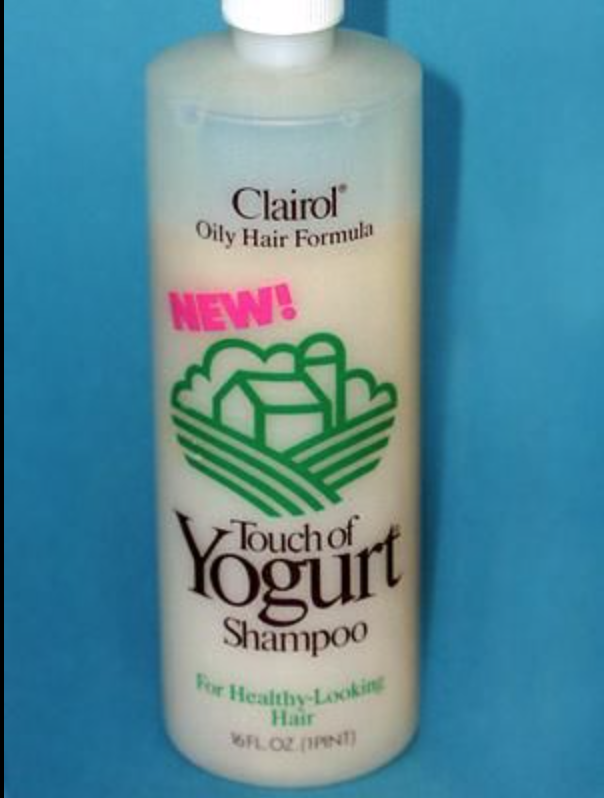 Clairol®
Oily Hair Formula
NEW!
Touch of
Yogurt
Shampoo
For Healthy-Looking
Hair
16 FL. OZ. (1 PINT)